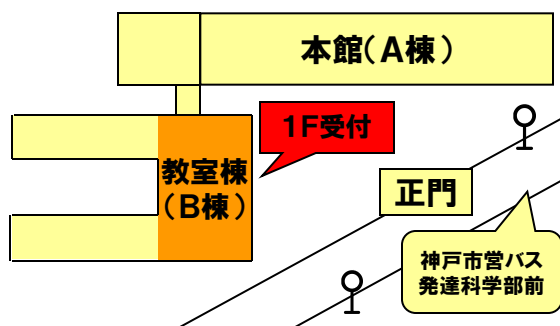 本館(A棟)
1F受付
教室棟
(B棟)
正門
神戸市営バス
発達科学部前